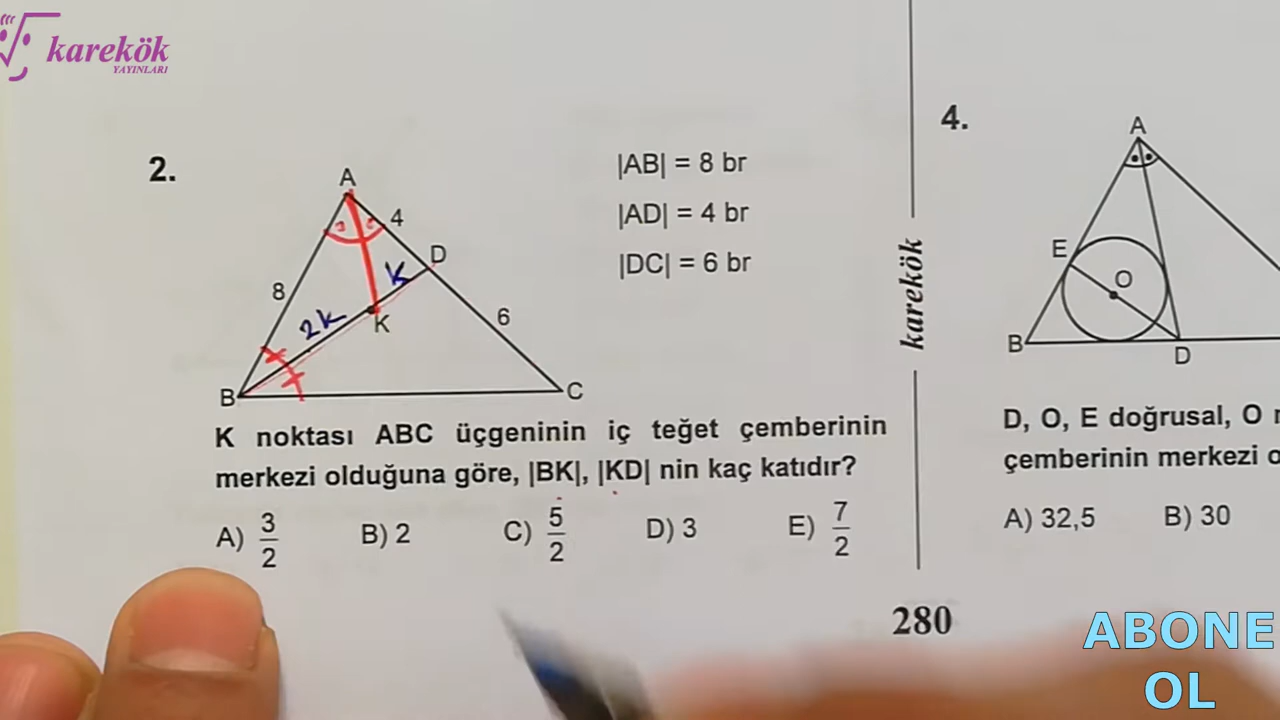 karekök
YAYINLARI
2.
A
4
D
8
K
2k
K
6
B
C
|AB| = 8 br
|AD| = 4 br
|DC| = 6 br
K noktası ABC üçgeninin iç teğet çemberinin
merkezi olduğuna göre, |BK|, |KD| nin kaç katıdır?
A) 3/2 B) 2 C) 5/2 D) 3 E) 7/2
karekök
280
4.
A
E
O
B
D
D, O, E doğrusal, O
çemberinin merkezi
A) 32,5 B) 30
ABONE
OL